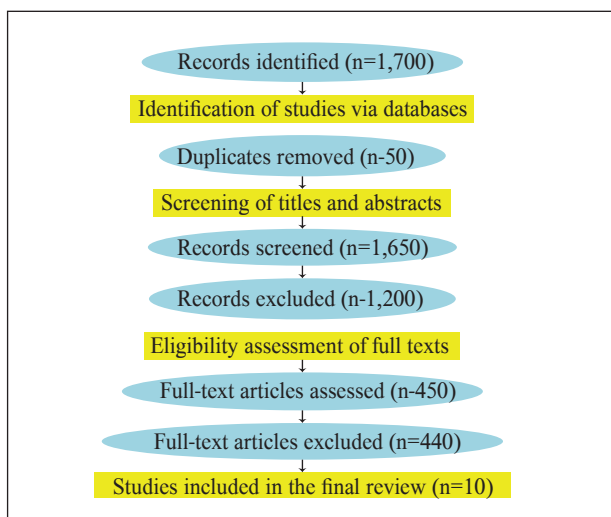 Records identified (n=1,700)
Identification of studies via databases
Duplicates removed (n-50)
Screening of titles and abstracts
Records screened (n=1,650)
Records excluded (n-1,200)
Eligibility assessment of full texts
Full-text articles assessed (n-450)
Full-text articles excluded (n=440)
Studies included in the final review (n=10)